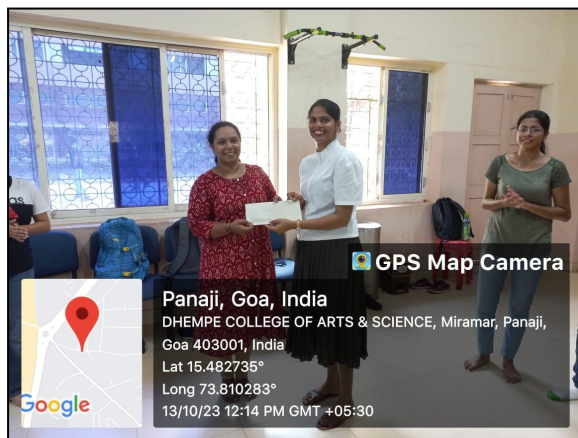 GPS Map Camera
Panaji, Goa, India
DHEMPE COLLEGE OF ARTS & SCIENCE, Miramar, Panaji,
Goa 403001, India
Lat 15.482735°
Long 73.810283°
13/10/23 12:14 PM GMT +05:30
Google